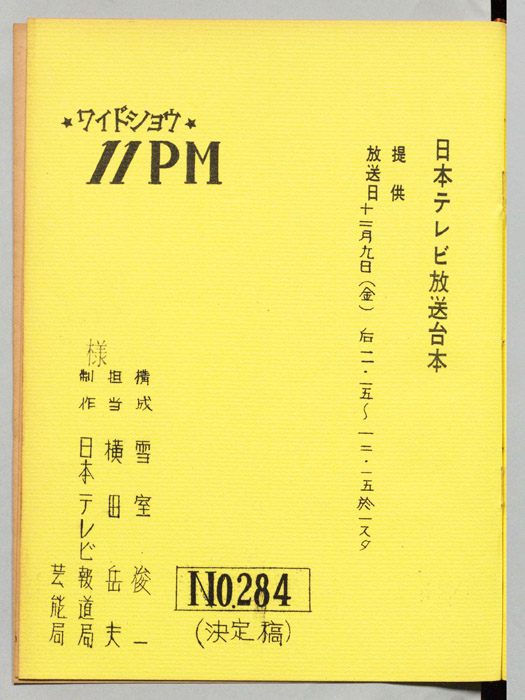 日本テレビ放送台本
提供
放送日 十二月九日(金) 后一一・一五〜一二・一五於一スタ
★ワイドショウ★
11PM
NO.284
(決定稿)
構成 雪室俊一
担当 横田岳夫
制作 日本テレビ報道局
芸能局
様